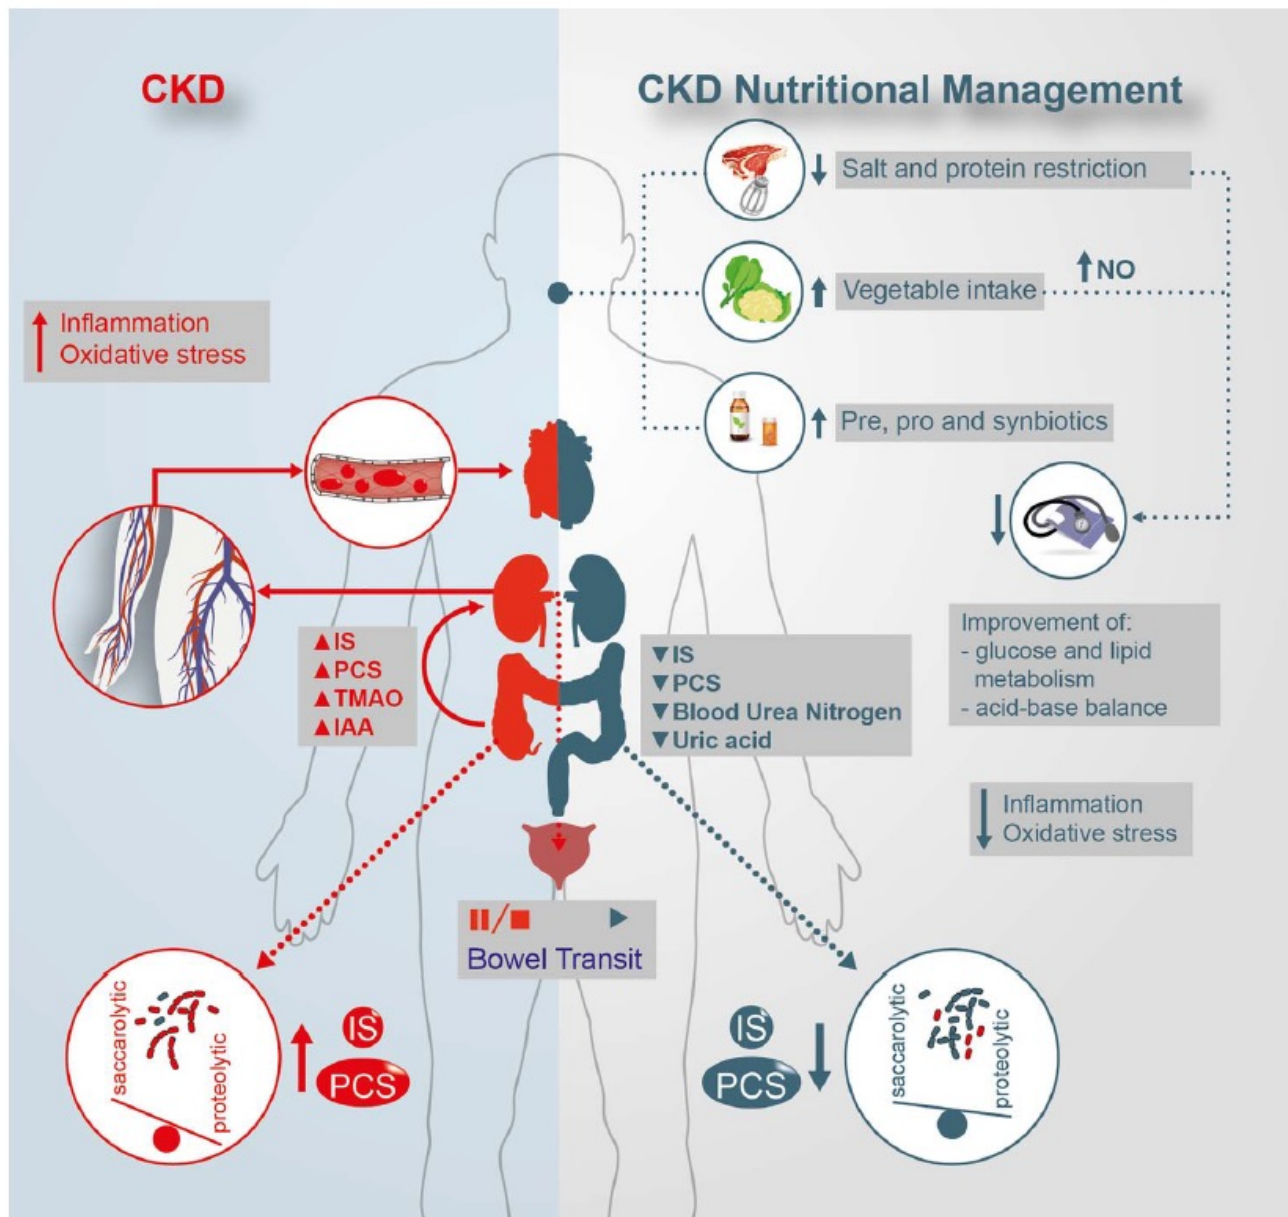 CKD
CKD Nutritional Management
Inflammation
Oxidative stress
IS
PCS
TMAO
IAA
saccarolytic
proteolytic
IS
PCS
Salt and protein restriction
Vegetable intake
NO
Pre, pro and synbiotics
Improvement of:
- glucose and lipid
metabolism
- acid-base balance
IS
PCS
Blood Urea Nitrogen
Uric acid
Inflammation
Oxidative stress
Bowel Transit
IS
PCS
saccarolytic
proteolytic